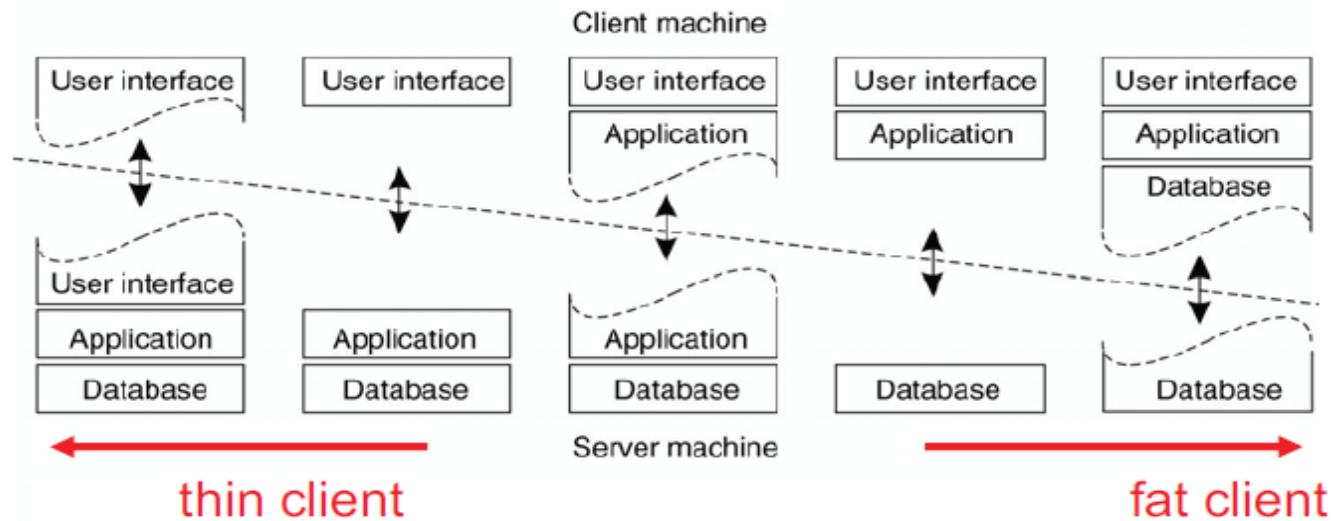 Client machine
User interface User interface User interface User interface User interface
Application Application Application
Database
User interface
Application Application Application
Database Database Database Database Database
Server machine
thin client fat client